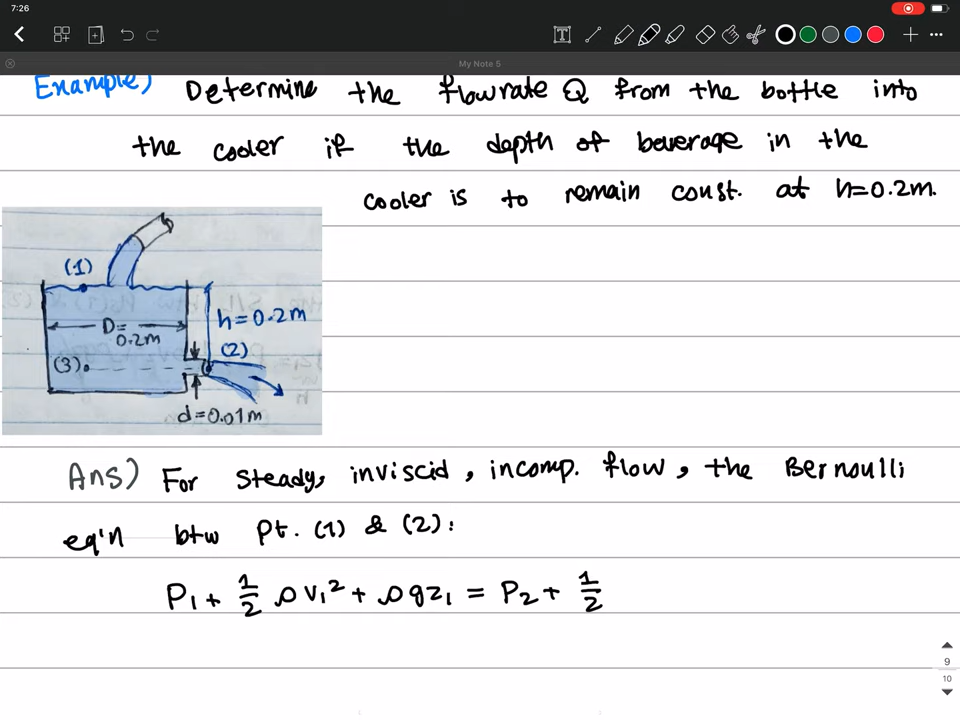 7:26
My Note 5
Example) Determine the flowrate Q from the bottle into
the cooler if the depth of beverage in the
cooler is to remain const. at h=0.2m.
(1)
D=
0.2m
h=0.2m
(2)
(3)
d=0.01m
Ans) For steady, inviscid, incomp. flow, the Bernoulli
eq'n btw pt. (1) & (2):
P₁ + 1/2 ρV₁² + ρgz₁ = P₂ + 1/2
9
10